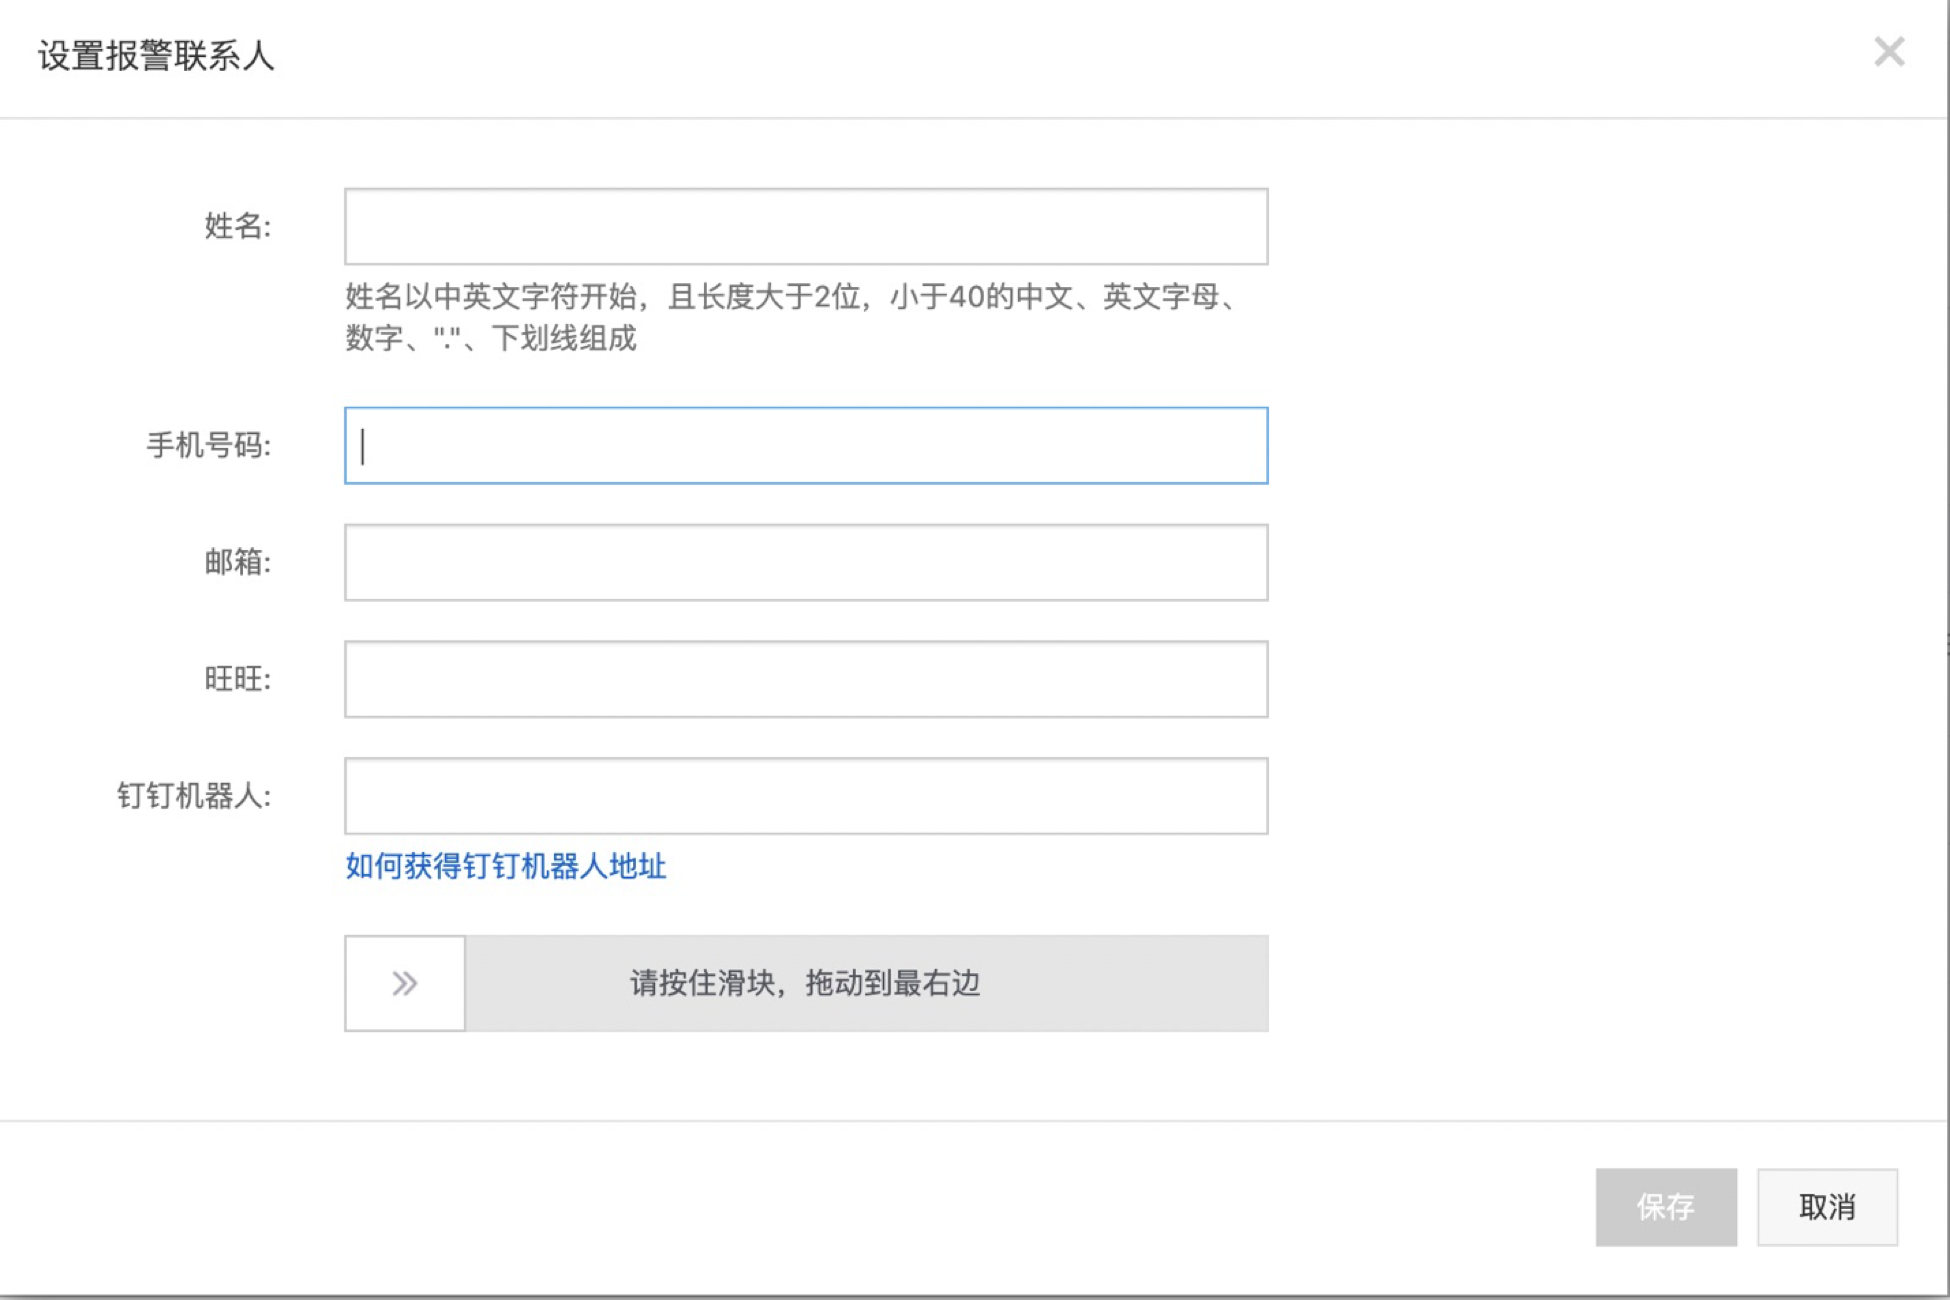 设置报警联系人
姓名:
姓名以中英文字符开始，且长度大于2位，小于40的中文、英文字母、
数字、"."、下划线组成
手机号码:
邮箱:
旺旺:
钉钉机器人:
如何获得钉钉机器人地址
请按住滑块，拖动到最右边
保存
取消